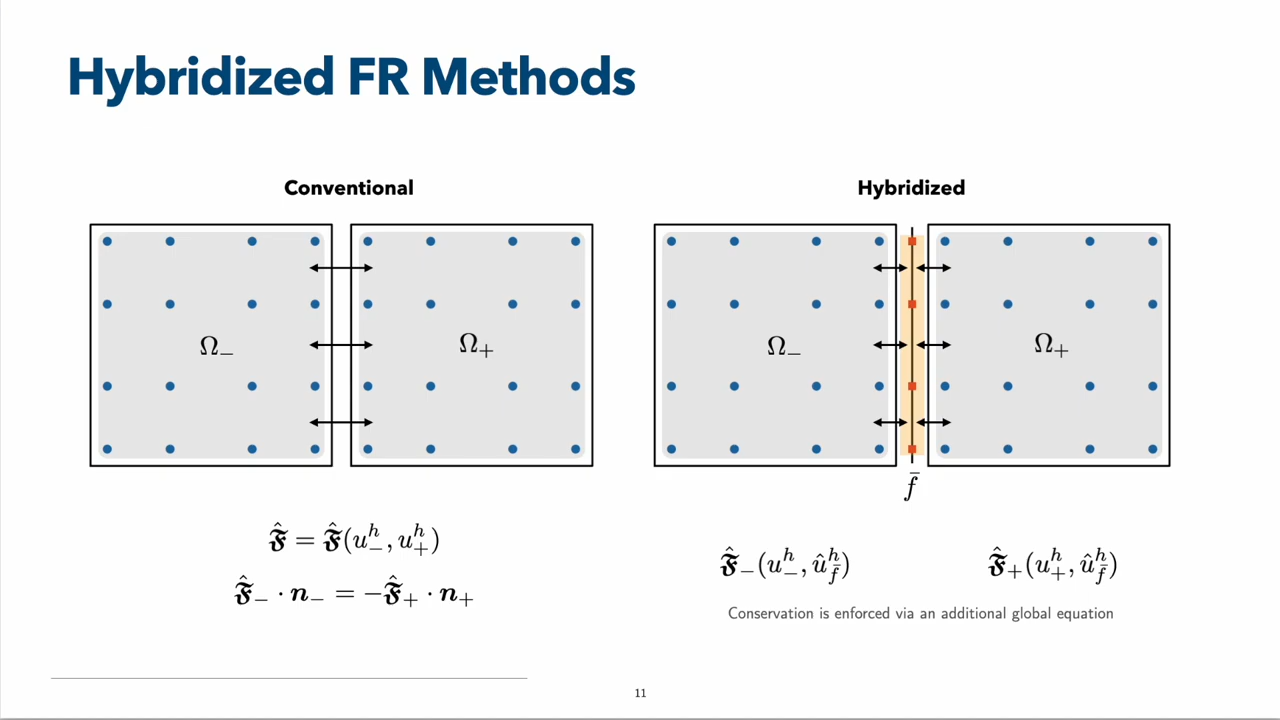 Hybridized FR Methods
Conventional
Hybridized
Ω₋
Ω₊
Ω₋
Ω₊
f̄
𝕱̂ = 𝕱̂(u₋ʰ, u₊ʰ)
𝕱̂₋ · n₋ = −𝕱̂₊ · n₊
𝕱̂₋(u₋ʰ, û_f̄ʰ)
𝕱̂₊(u₊ʰ, û_f̄ʰ)
Conservation is enforced via an additional global equation
11